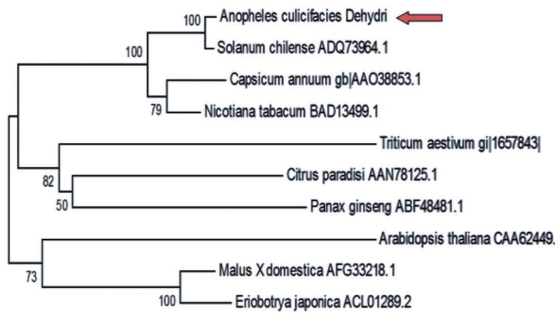 100
Anopheles culicifacies Dehydri
Solanum chilense ADQ73964.1
100
Capsicum annuum gb|AAO38853.1
79
Nicotiana tabacum BAD13499.1
Triticum aestivum gi|1657843|
82
Citrus paradisi AAN78125.1
50
Panax ginseng ABF48481.1
Arabidopsis thaliana CAA62449.
73
Malus X domestica AFG33218.1
100
Eriobotrya japonica ACL01289.2